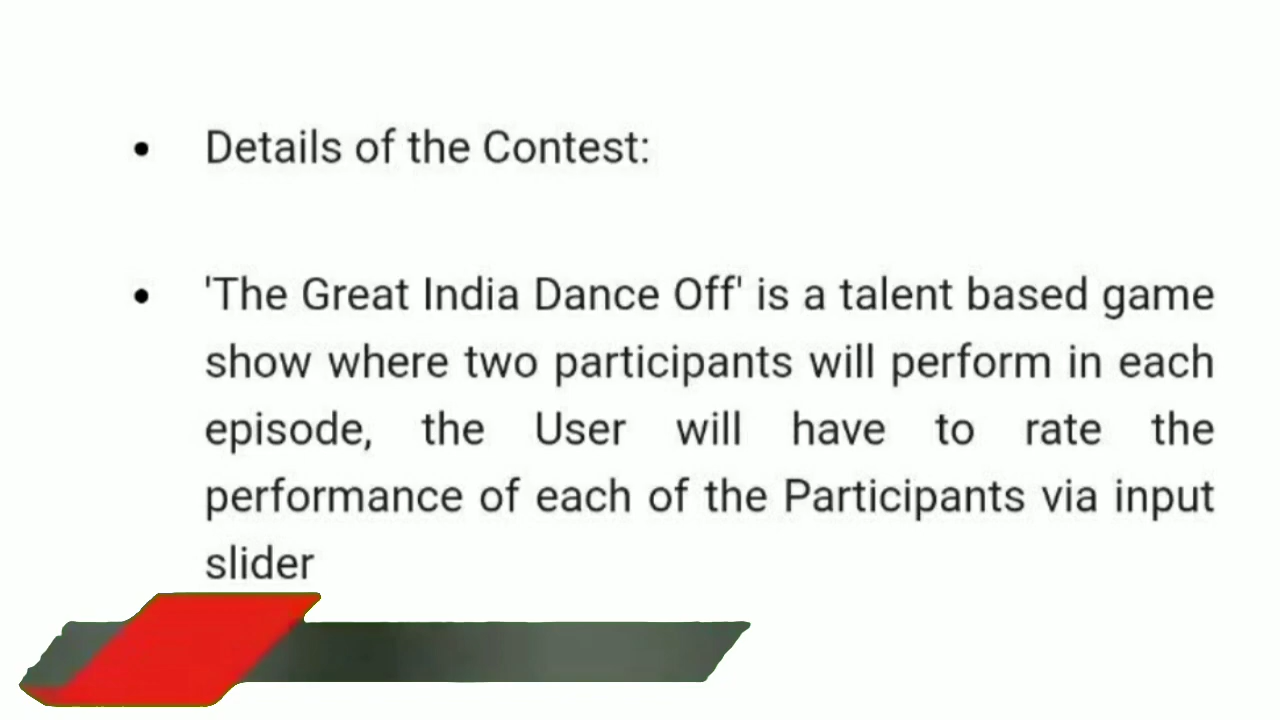 • Details of the Contest:
• 'The Great India Dance Off' is a talent based game
show where two participants will perform in each
episode, the User will have to rate the
performance of each of the Participants via input
slider